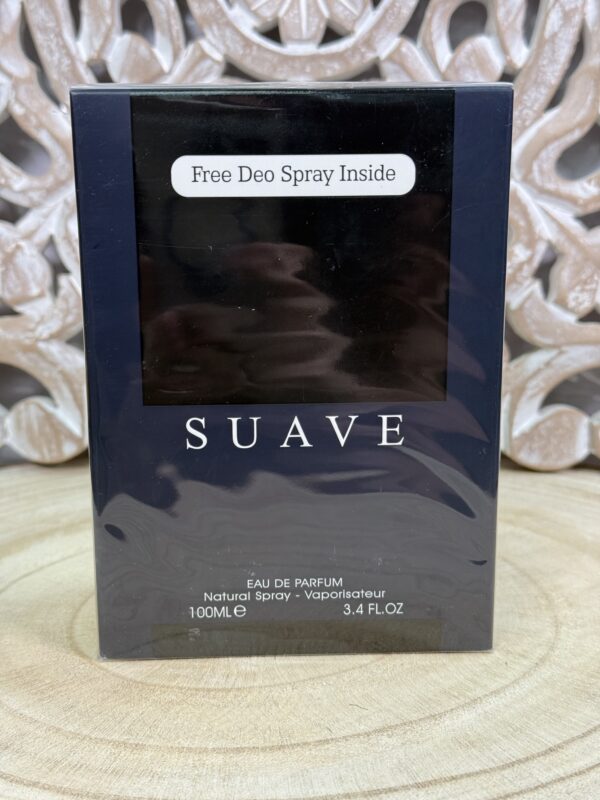 Free Deo Spray Inside
SUAVE
EAU DE PARFUM
Natural Spray - Vaporisateur
100ML℮ 3.4 FL.OZ